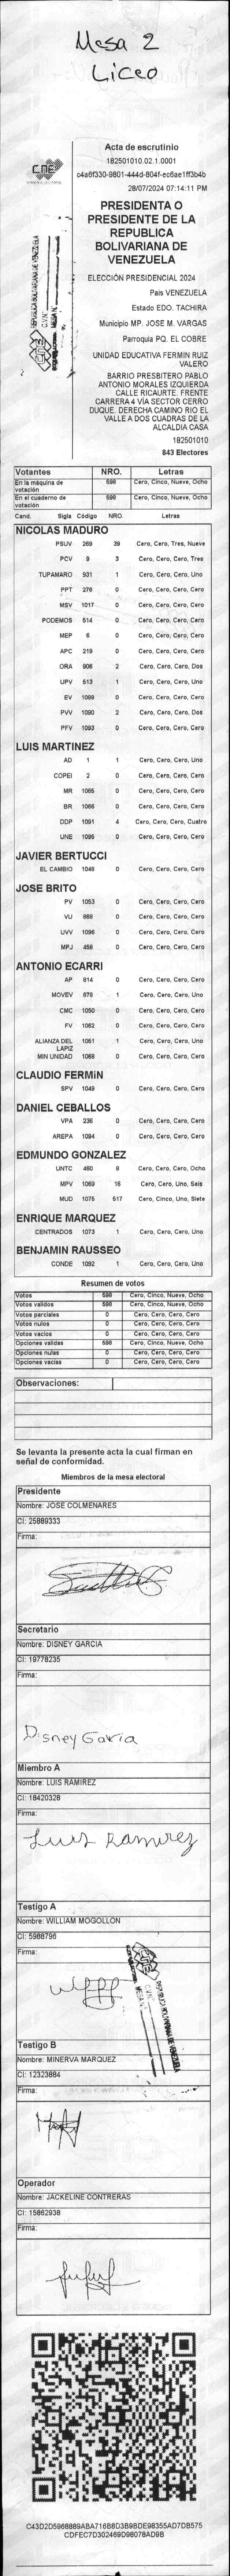 Mesa 2
Liceo
CNE
Acta de escrutinio
182501010.02.1.0001
c4a6f330-9801-444d-804f-ec6ae1ff3b4b
28/07/2024 07:14:11 PM
PRESIDENTA O
PRESIDENTE DE LA
REPUBLICA
BOLIVARIANA DE
VENEZUELA
ELECCIÓN PRESIDENCIAL 2024
País VENEZUELA
Estado EDO. TACHIRA
Municipio MP. JOSE M. VARGAS
Parroquia PQ. EL COBRE
UNIDAD EDUCATIVA FERMIN RUIZ
VALERO
BARRIO PRESBITERO PABLO
ANTONIO MORALES IZQUIERDA
CALLE RICAURTE. FRENTE
CARRERA 4 VÍA SECTOR CERRO
DUQUE. DERECHA CAMINO RIO EL
VALLE A DOS CUADRAS DE LA
ALCALDIA CASA
182501010
843 Electores
REPÚBLICA BOLIVARIANA DE VENEZUELA
CNE
Votantes NRO. Letras
En la máquina de votación 598 Cero, Cinco, Nueve, Ocho
En el cuaderno de votación 598 Cero, Cinco, Nueve, Ocho
Cand. Sigla Código NRO. Letras
NICOLAS MADURO
PSUV 269 39 Cero, Cero, Tres, Nueve
PCV 9 3 Cero, Cero, Cero, Tres
TUPAMARO 931 1 Cero, Cero, Cero, Uno
PPT 276 0 Cero, Cero, Cero, Cero
MSV 1017 0 Cero, Cero, Cero, Cero
PODEMOS 514 0 Cero, Cero, Cero, Cero
MEP 6 0 Cero, Cero, Cero, Cero
APC 219 0 Cero, Cero, Cero, Cero
ORA 906 2 Cero, Cero, Cero, Dos
UPV 513 1 Cero, Cero, Cero, Uno
EV 1089 0 Cero, Cero, Cero, Cero
PVV 1090 2 Cero, Cero, Cero, Dos
PFV 1093 0 Cero, Cero, Cero, Cero
LUIS MARTINEZ
AD 1 1 Cero, Cero, Cero, Uno
COPEI 2 0 Cero, Cero, Cero, Cero
MR 1065 0 Cero, Cero, Cero, Cero
BR 1066 0 Cero, Cero, Cero, Cero
DDP 1091 4 Cero, Cero, Cero, Cuatro
UNE 1095 0 Cero, Cero, Cero, Cero
JAVIER BERTUCCI
EL CAMBIO 1048 0 Cero, Cero, Cero, Cero
JOSE BRITO
PV 1053 0 Cero, Cero, Cero, Cero
VU 968 0 Cero, Cero, Cero, Cero
UVV 1096 0 Cero, Cero, Cero, Cero
MPJ 458 0 Cero, Cero, Cero, Cero
ANTONIO ECARRI
AP 814 0 Cero, Cero, Cero, Cero
MOVEV 970 1 Cero, Cero, Cero, Uno
CMC 1050 0 Cero, Cero, Cero, Cero
FV 1062 0 Cero, Cero, Cero, Cero
ALIANZA DEL LAPIZ 1051 1 Cero, Cero, Cero, Uno
MIN UNIDAD 1068 0 Cero, Cero, Cero, Cero
CLAUDIO FERMíN
SPV 1049 0 Cero, Cero, Cero, Cero
DANIEL CEBALLOS
VPA 236 0 Cero, Cero, Cero, Cero
AREPA 1094 0 Cero, Cero, Cero, Cero
EDMUNDO GONZALEZ
UNTC 460 8 Cero, Cero, Cero, Ocho
MPV 1069 16 Cero, Cero, Uno, Seis
MUD 1075 517 Cero, Cinco, Uno, Siete
ENRIQUE MARQUEZ
CENTRADOS 1073 1 Cero, Cero, Cero, Uno
BENJAMIN RAUSSEO
CONDE 1092 1 Cero, Cero, Cero, Uno
Resumen de votos
Votos 598 Cero, Cinco, Nueve, Ocho
Votos validos 598 Cero, Cinco, Nueve, Ocho
Votos parciales 0 Cero, Cero, Cero, Cero
Votos nulos 0 Cero, Cero, Cero, Cero
Votos vacios 0 Cero, Cero, Cero, Cero
Opciones validas 598 Cero, Cinco, Nueve, Ocho
Opciones nulas 0 Cero, Cero, Cero, Cero
Opciones vacias 0 Cero, Cero, Cero, Cero
Observaciones:
Se levanta la presente acta la cual firman en
señal de conformidad.
Miembros de la mesa electoral
Presidente
Nombre: JOSE COLMENARES
CI: 25889333
Firma:
Secretario
Nombre: DISNEY GARCIA
CI: 19778235
Firma:
Disney Garcia
Miembro A
Nombre: LUIS RAMIREZ
CI: 18420328
Firma:
Luis Ramirez
Testigo A
Nombre: WILLIAM MOGOLLON
CI: 5988796
Firma:
REPÚBLICA BOLIVARIANA DE VENEZUELA
Testigo B
Nombre: MINERVA MARQUEZ
CI: 12323884
Firma:
Operador
Nombre: JACKELINE CONTRERAS
CI: 15862938
Firma:
C43D2D5968889ABA716B8D3B9BDE98355AD7DB575
CDFEC7D302469D98078AD9B